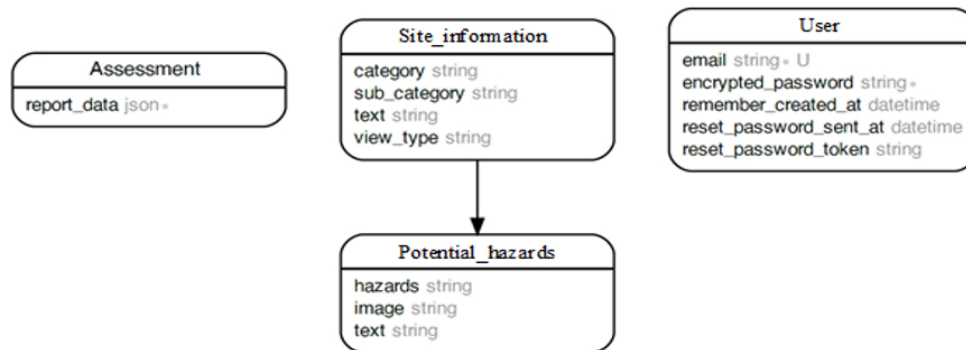 Assessment
report_data json *
Site_information
category string
sub_category string
text string
view_type string
User
email string * U
encrypted_password string *
remember_created_at datetime
reset_password_sent_at datetime
reset_password_token string
Potential_hazards
hazards string
image string
text string